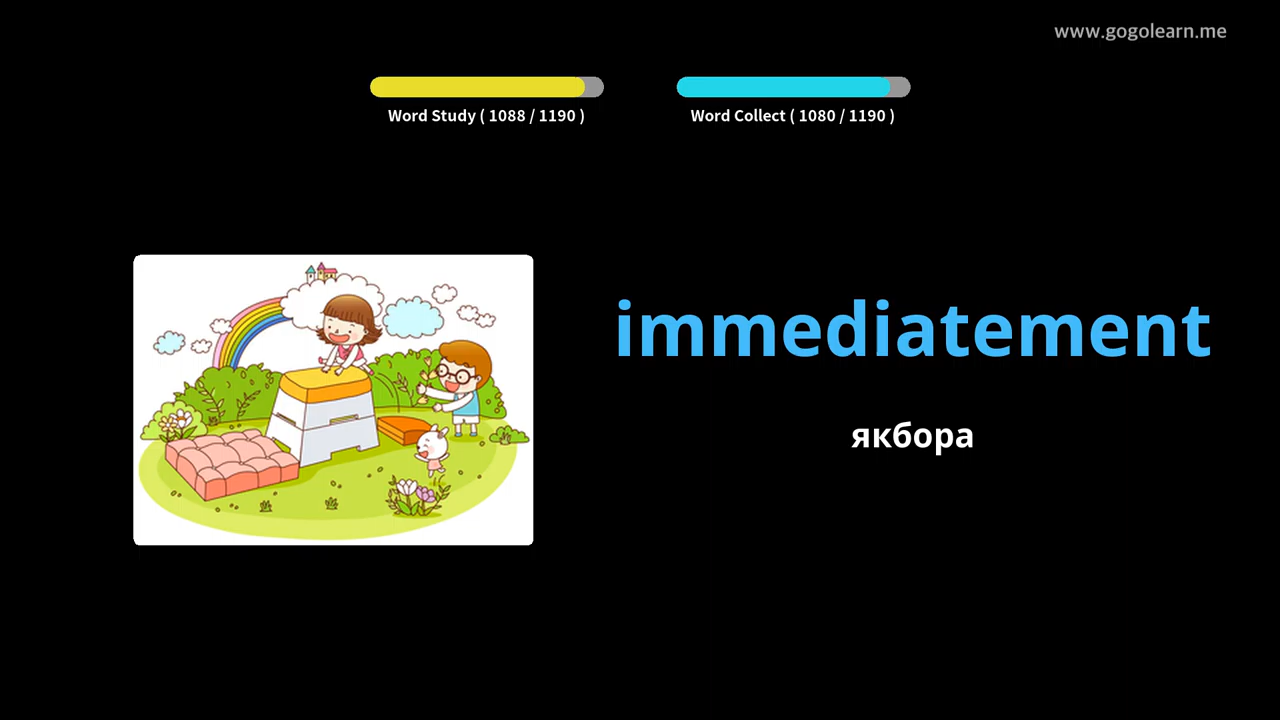 www.gogolearn.me
Word Study ( 1088 / 1190 )
Word Collect ( 1080 / 1190 )
immediatement
якбора